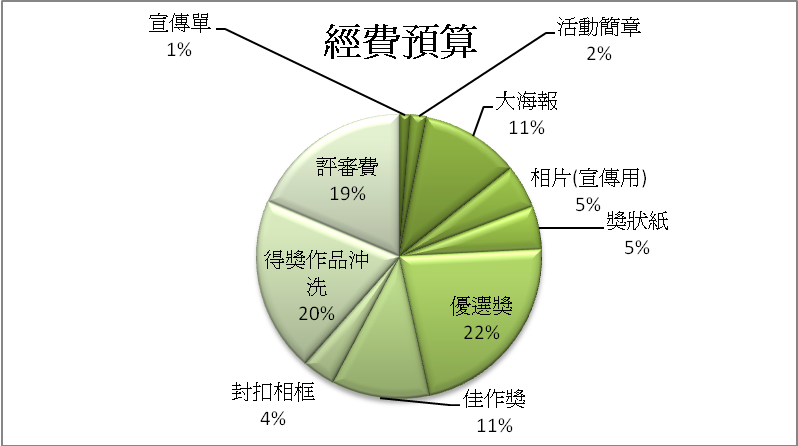 經費預算
宣傳單
1%
活動簡章
2%
大海報
11%
相片(宣傳用)
5%
獎狀紙
5%
優選獎
22%
佳作獎
11%
封扣相框
4%
得獎作品沖
洗
20%
評審費
19%